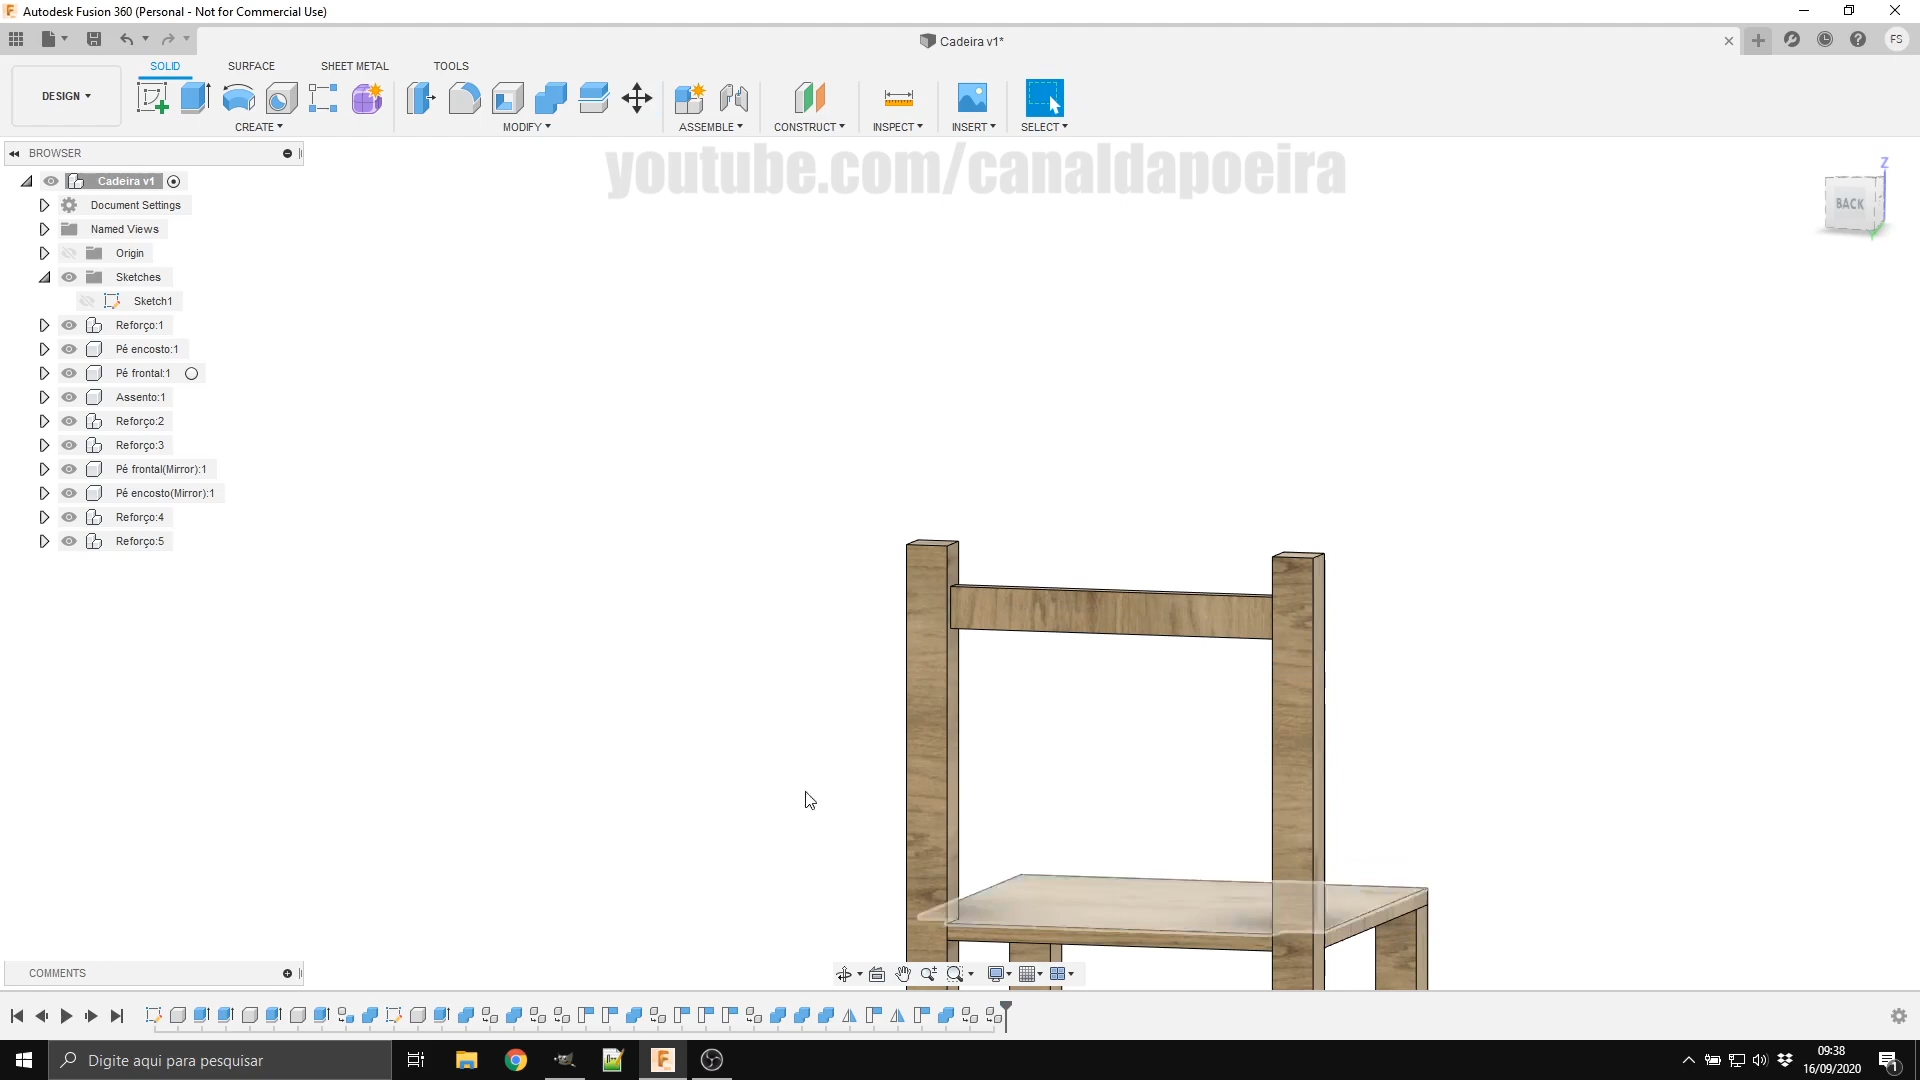 Autodesk Fusion 360 (Personal - Not for Commercial Use)
Cadeira v1*
FS
DESIGN
SOLID
SURFACE
SHEET METAL
TOOLS
CREATE
MODIFY
ASSEMBLE
CONSTRUCT
INSPECT
INSERT
SELECT
BROWSER
youtube.com/canaldapoeira
Z
BACK
Cadeira v1
Document Settings
Named Views
Origin
Sketches
Sketch1
Reforço:1
Pé encosto:1
Pé frontal:1
Assento:1
Reforço:2
Reforço:3
Pé frontal(Mirror):1
Pé encosto(Mirror):1
Reforço:4
Reforço:5
COMMENTS
Digite aqui para pesquisar
09:38
16/09/2020
1